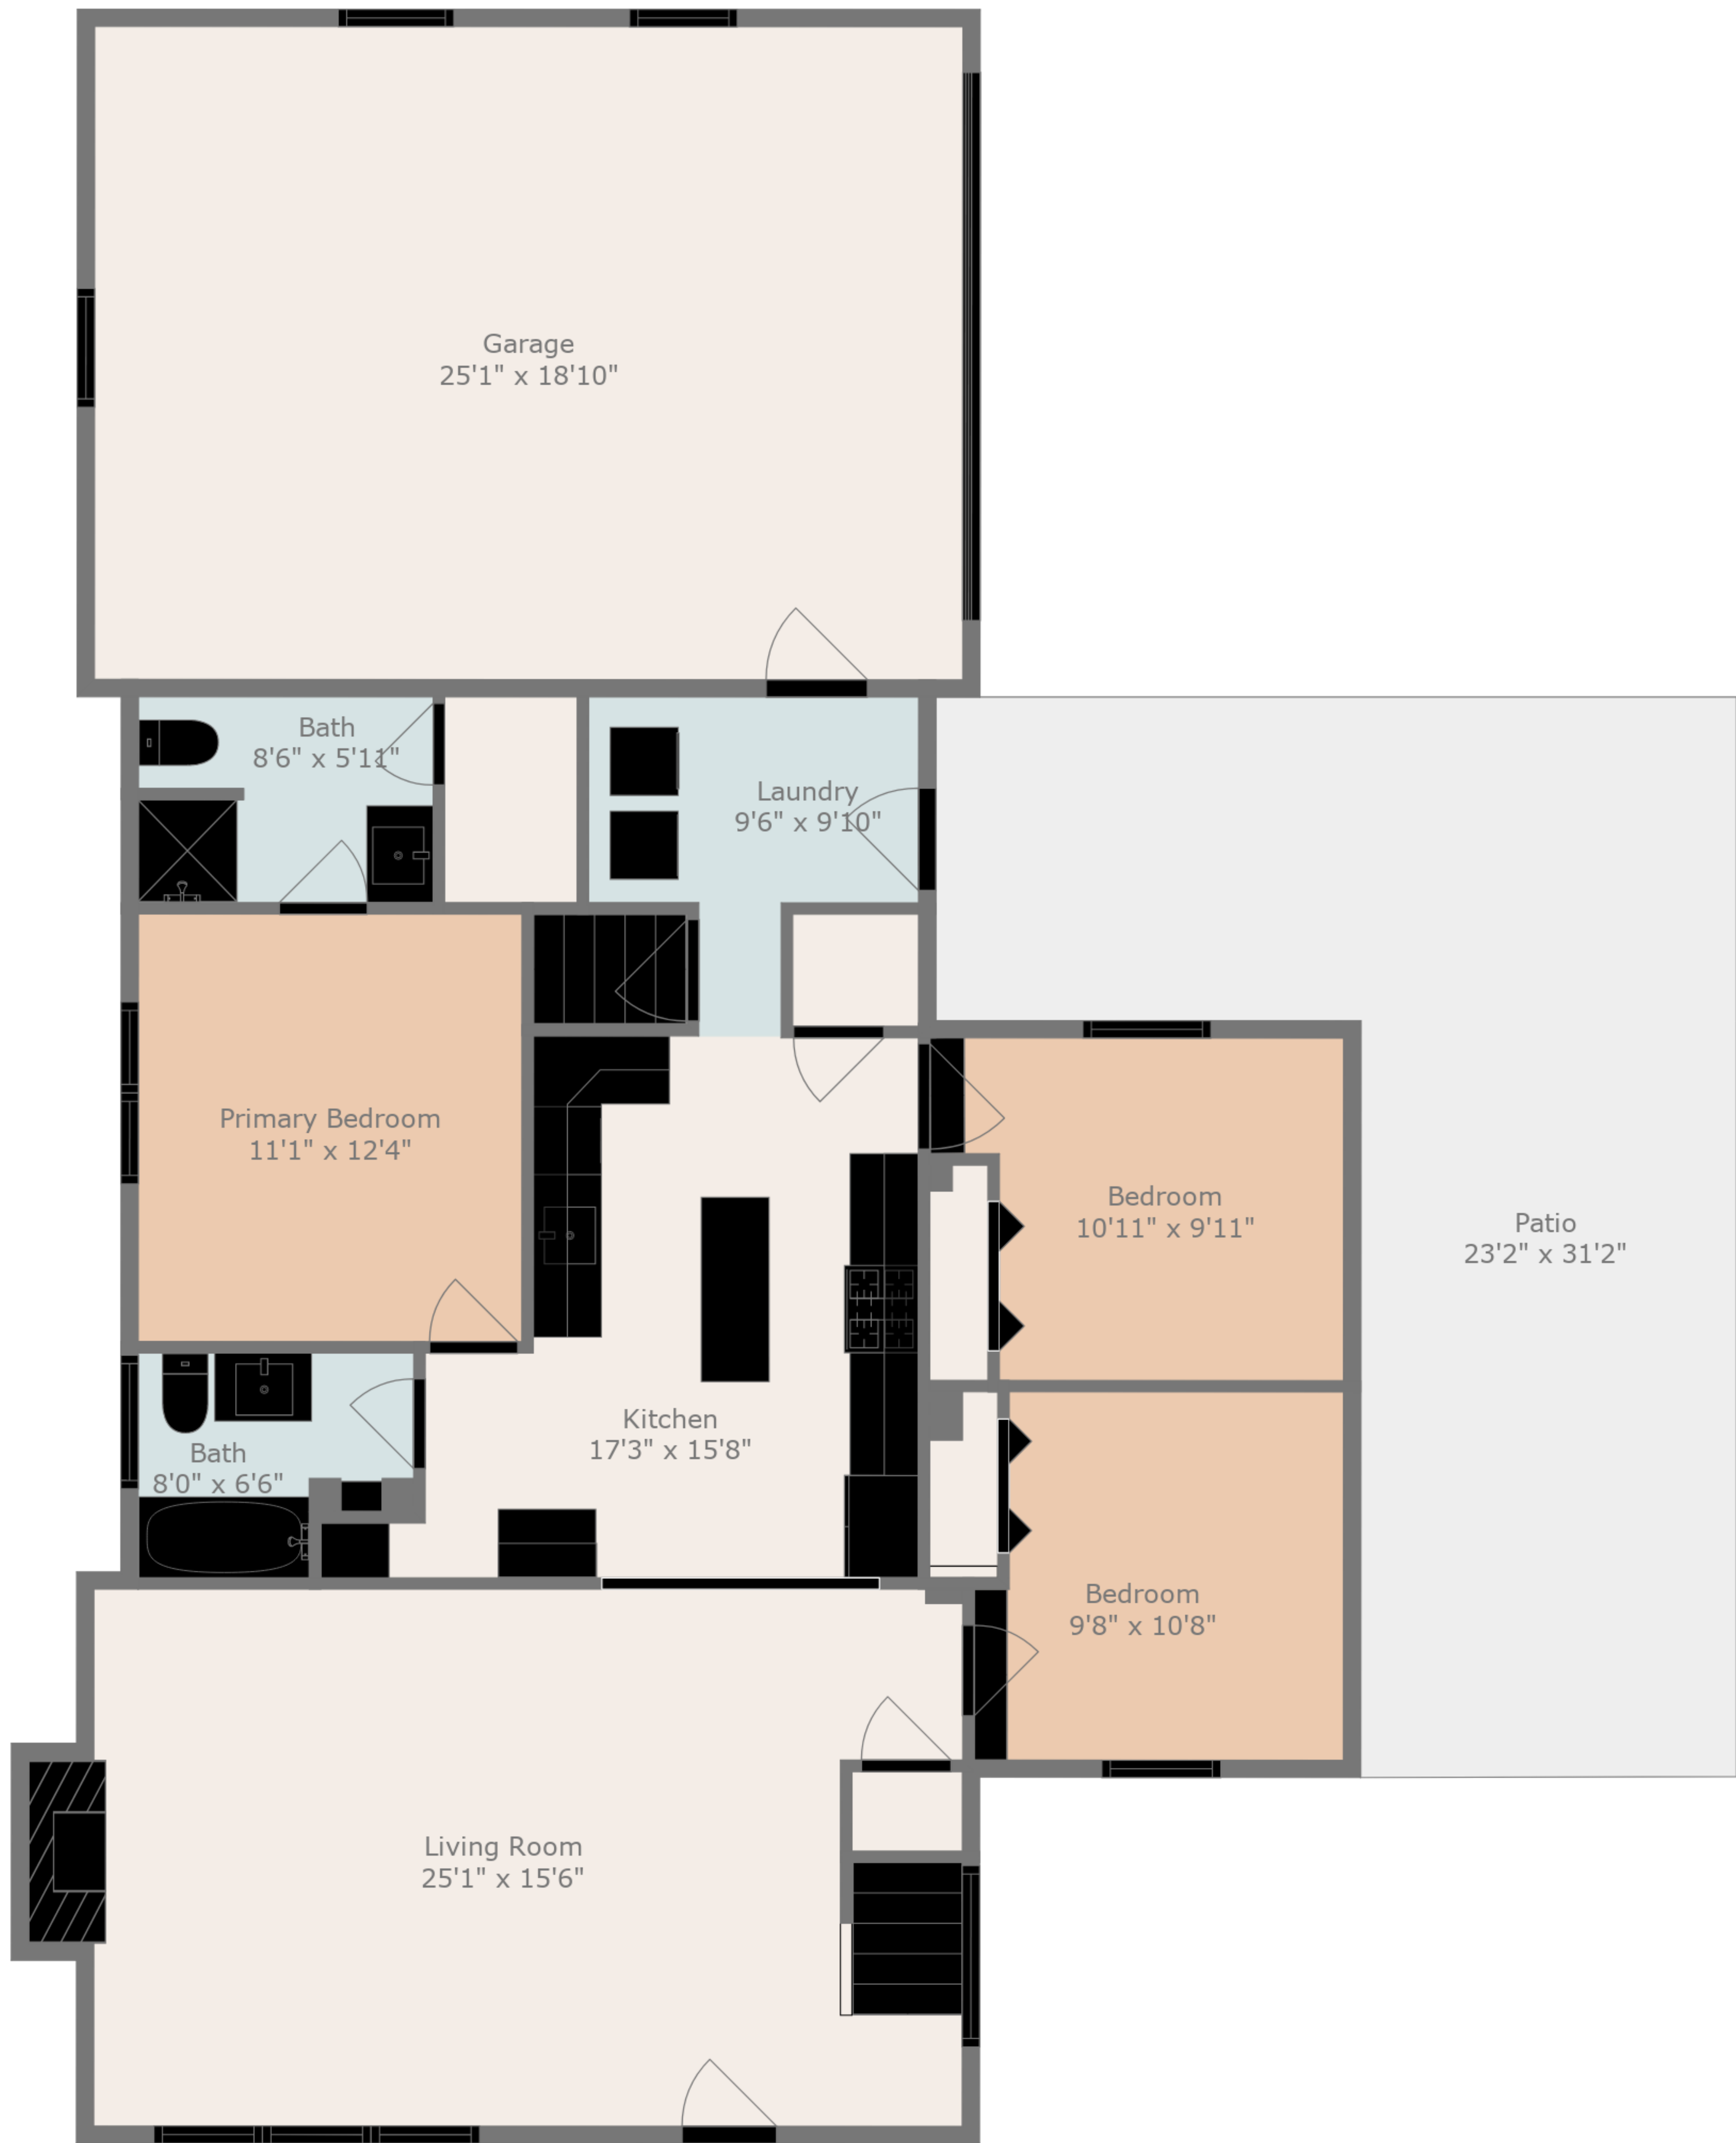 Garage
25'1" x 18'10"
Bath
8'6" x 5'11"
Laundry
9'6" x 9'10"
Primary Bedroom
11'1" x 12'4"
Bedroom
10'11" x 9'11"
Patio
23'2" x 31'2"
Kitchen
17'3" x 15'8"
Bath
8'0" x 6'6"
Bedroom
9'8" x 10'8"
Living Room
25'1" x 15'6"